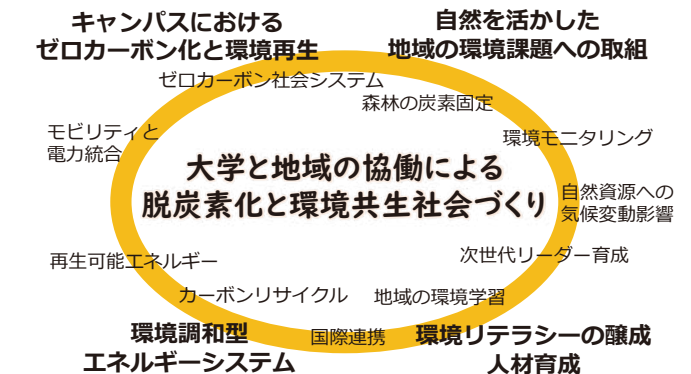 キャンパスにおける
ゼロカーボン化と環境再生
自然を活かした
地域の環境課題への取組
ゼロカーボン社会システム
森林の炭素固定
モビリティと
電力統合
環境モニタリング
大学と地域の協働による
脱炭素化と環境共生社会づくり
自然資源への
気候変動影響
再生可能エネルギー
次世代リーダー育成
カーボンリサイクル
地域の環境学習
環境調和型
エネルギーシステム
国際連携
環境リテラシーの醸成
人材育成